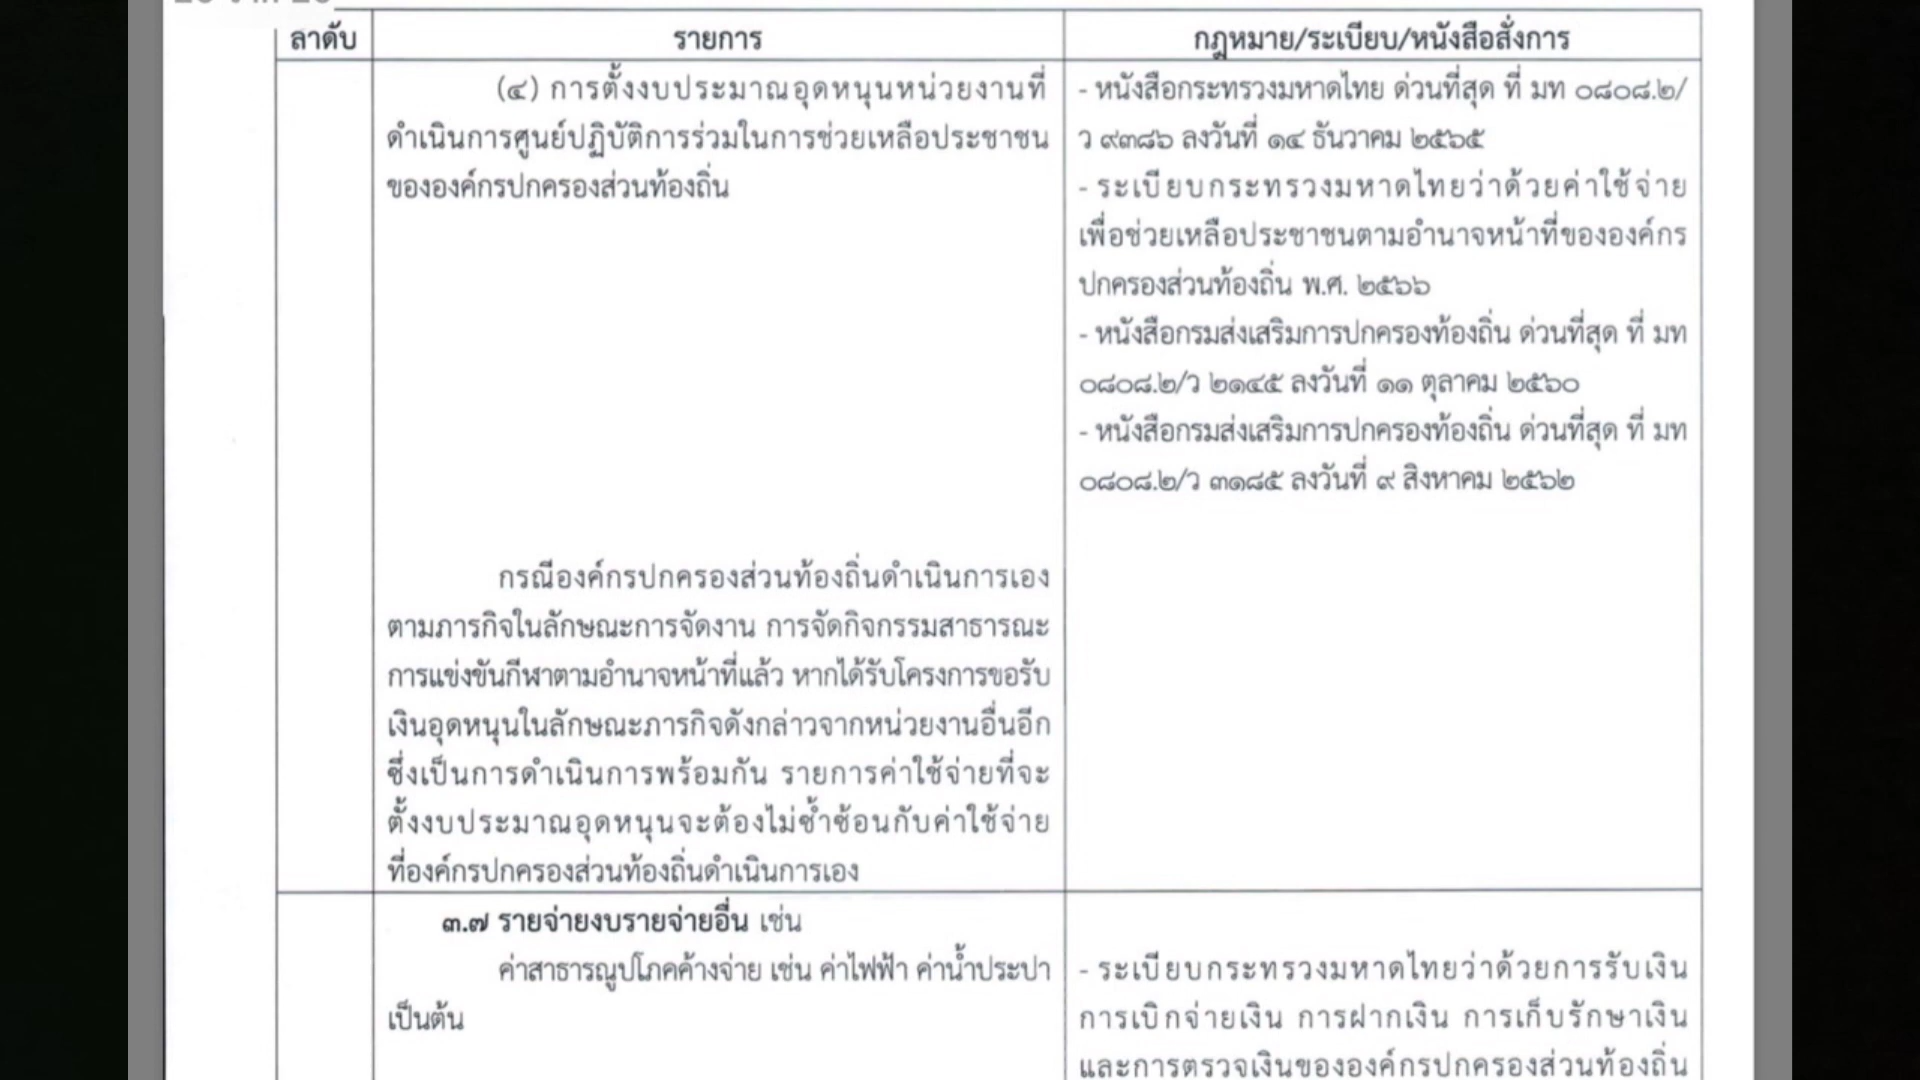 ลาดับ
รายการ
กฎหมาย/ระเบียบ/หนังสือสั่งการ
(๔) การตั้งงบประมาณอุดหนุนหน่วยงานที่
ดำเนินการศูนย์ปฏิบัติการร่วมในการช่วยเหลือประชาชน
ขององค์กรปกครองส่วนท้องถิ่น
- หนังสือกระทรวงมหาดไทย ด่วนที่สุด ที่ มท ๐๘๐๘.๒/
ว ๙๓๘๖ ลงวันที่ ๑๔ ธันวาคม ๒๕๖๕
- ระเบียบกระทรวงมหาดไทยว่าด้วยค่าใช้จ่าย
เพื่อช่วยเหลือประชาชนตามอำนาจหน้าที่ขององค์กร
ปกครองส่วนท้องถิ่น พ.ศ. ๒๕๖๖
- หนังสือกรมส่งเสริมการปกครองท้องถิ่น ด่วนที่สุด ที่ มท
๐๘๐๘.๒/ว ๒๑๔๕ ลงวันที่ ๑๑ ตุลาคม ๒๕๖๐
- หนังสือกรมส่งเสริมการปกครองท้องถิ่น ด่วนที่สุด ที่ มท
๐๘๐๘.๒/ว ๓๑๘๕ ลงวันที่ ๙ สิงหาคม ๒๕๖๒
กรณีองค์กรปกครองส่วนท้องถิ่นดำเนินการเอง
ตามภารกิจในลักษณะการจัดงาน การจัดกิจกรรมสาธารณะ
การแข่งขันกีฬาตามอำนาจหน้าที่แล้ว หากได้รับโครงการขอรับ
เงินอุดหนุนในลักษณะภารกิจดังกล่าวจากหน่วยงานอื่นอีก
ซึ่งเป็นการดำเนินการพร้อมกัน รายการค่าใช้จ่ายที่จะ
ตั้งงบประมาณอุดหนุนจะต้องไม่ซ้ำซ้อนกับค่าใช้จ่าย
ที่องค์กรปกครองส่วนท้องถิ่นดำเนินการเอง
๓.๗ รายจ่ายงบรายจ่ายอื่น เช่น
ค่าสาธารณูปโภคค้างจ่าย เช่น ค่าไฟฟ้า ค่าน้ำประปา
เป็นต้น
- ระเบียบกระทรวงมหาดไทยว่าด้วยการรับเงิน
การเบิกจ่ายเงิน การฝากเงิน การเก็บรักษาเงิน
และการตรวจเงินขององค์กรปกครองส่วนท้องถิ่น